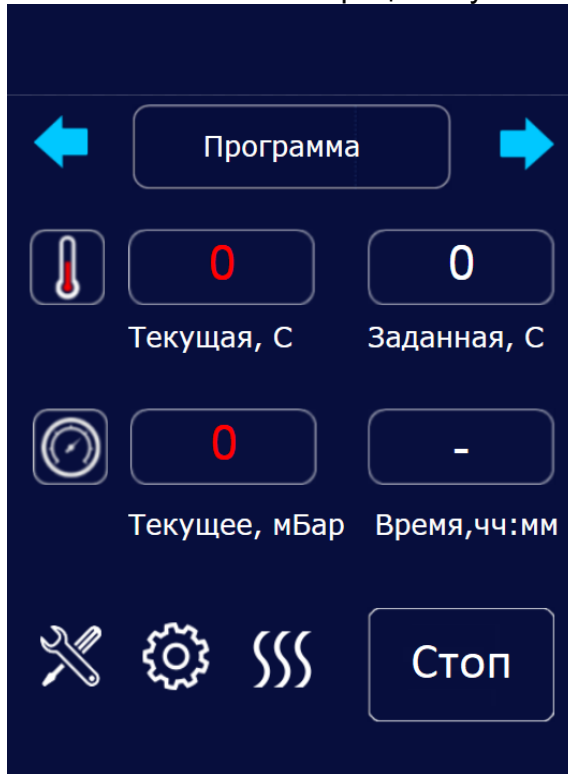 Программа
0 0
Текущая, С Заданная, С
0 -
Текущее, мБар Время,чч:мм
Стоп